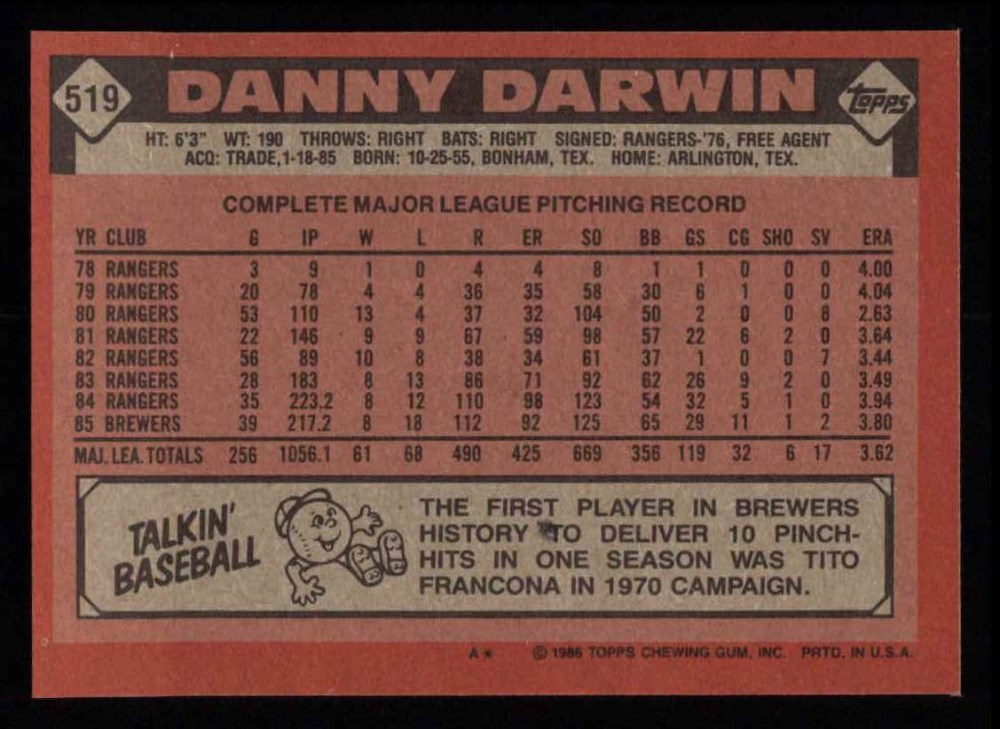 519 DANNY DARWIN Topps
HT: 6'3" WT: 190 THROWS: RIGHT BATS: RIGHT SIGNED: RANGERS-'76, FREE AGENT
ACQ: TRADE,1-18-85 BORN: 10-25-55, BONHAM, TEX. HOME: ARLINGTON, TEX.
COMPLETE MAJOR LEAGUE PITCHING RECORD
YR CLUB G IP W L R ER SO BB GS CG SHO SV ERA
78 RANGERS 3 9 1 0 4 4 8 1 1 0 0 0 4.00
79 RANGERS 20 78 4 4 36 35 58 30 6 1 0 0 4.04
80 RANGERS 53 110 13 4 37 32 104 50 2 0 0 8 2.63
81 RANGERS 22 146 9 9 67 59 98 57 22 6 2 0 3.64
82 RANGERS 56 89 10 8 38 34 61 37 1 0 0 7 3.44
83 RANGERS 28 183 8 13 86 71 92 62 26 9 2 0 3.49
84 RANGERS 35 223.2 8 12 110 98 123 54 32 5 1 0 3.94
85 BREWERS 39 217.2 8 18 112 92 125 65 29 11 1 2 3.80
MAJ. LEA. TOTALS 256 1056.1 61 68 490 425 669 356 119 32 6 17 3.62
TALKIN'
BASEBALL
THE FIRST PLAYER IN BREWERS
HISTORY TO DELIVER 10 PINCH-
HITS IN ONE SEASON WAS TITO
FRANCONA IN 1970 CAMPAIGN.
A* © 1986 TOPPS CHEWING GUM, INC. PRTD. IN U.S.A.